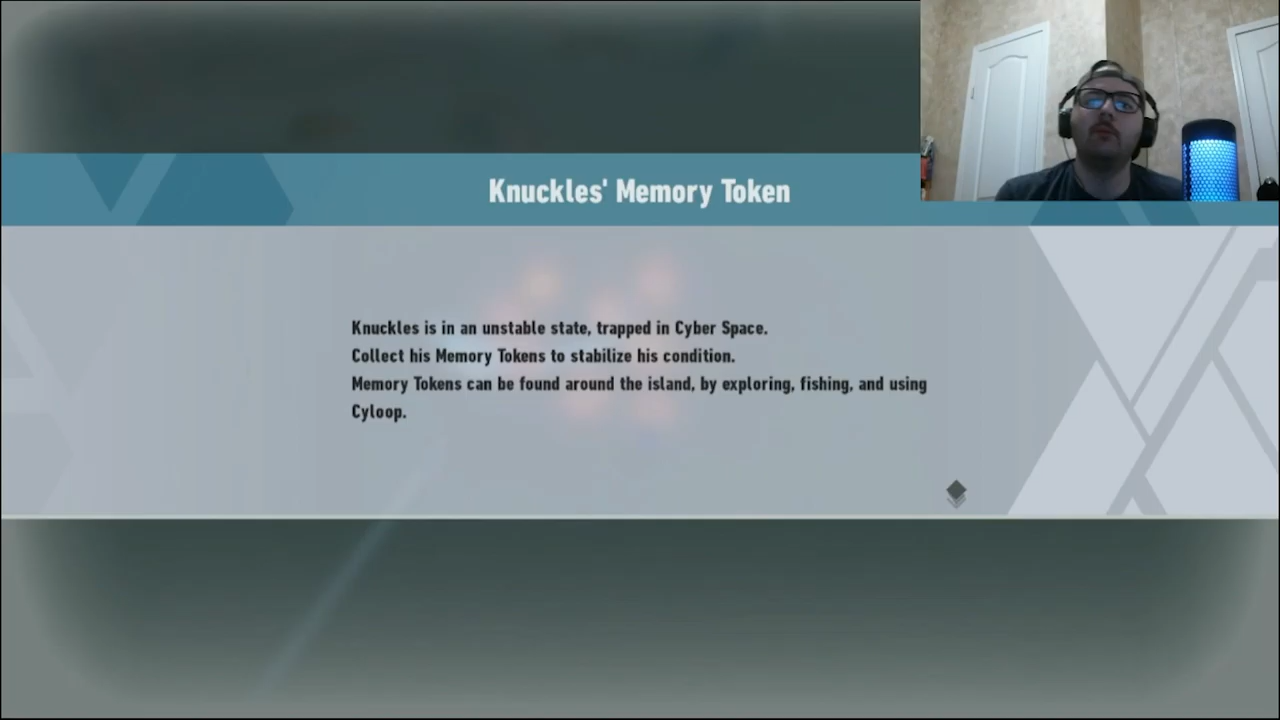 Knuckles' Memory Token
Knuckles is in an unstable state, trapped in Cyber Space.
Collect his Memory Tokens to stabilize his condition.
Memory Tokens can be found around the island, by exploring, fishing, and using
Cyloop.